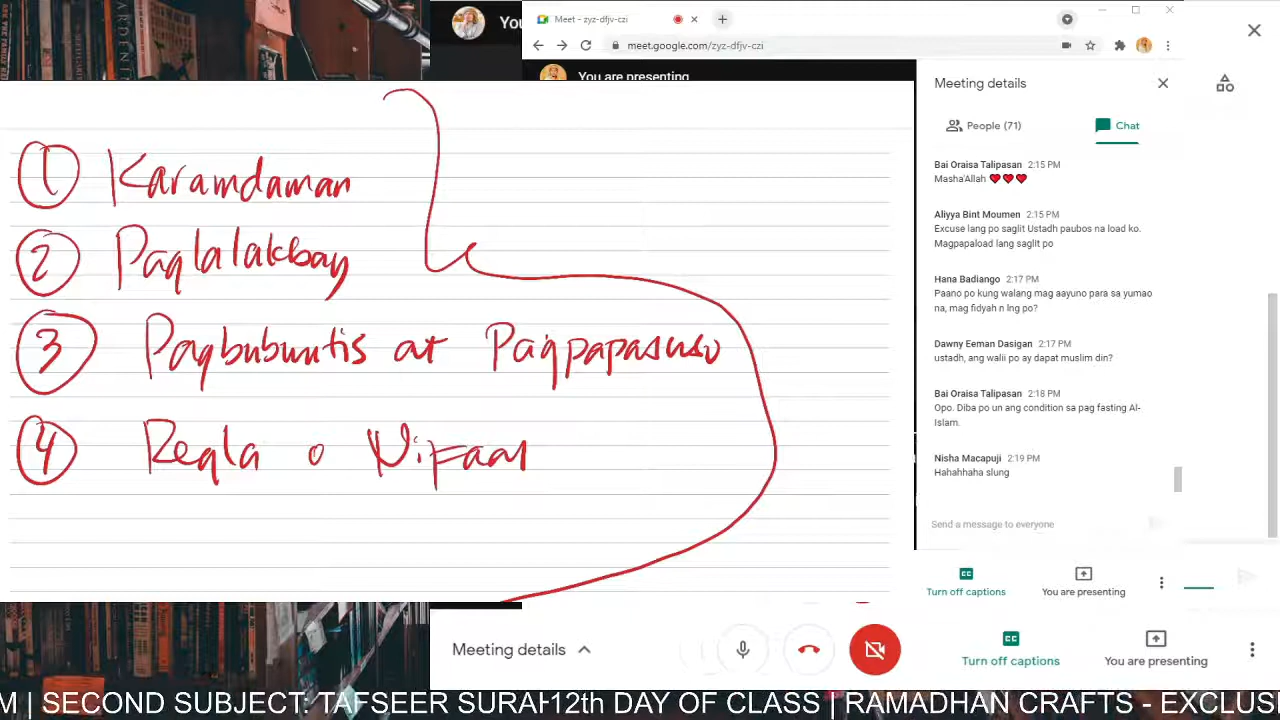 You
Meet - zyz-dfjv-czi
meet.google.com/zyz-dfjv-czi
You are presenting
Meeting details
People (71)
Chat
① Karamdaman
② Paglalakbay
③ Pagbubuntis at Pagpapasuso
④ Regla o Nifaas
Bai Oraisa Talipasan 2:15 PM
Masha'Allah ♥♥♥
Aliyya Bint Moumen 2:15 PM
Excuse lang po saglit Ustadh paubos na load ko.
Magpapaload lang saglit po
Hana Badiango 2:17 PM
Paano po kung walang mag aayuno para sa yumao
na, mag fidyah n lng po?
Dawny Eeman Dasigan 2:17 PM
ustadh, ang walii po ay dapat muslim din?
Bai Oraisa Talipasan 2:18 PM
Opo. Diba po un ang condition sa pag fasting Al-
Islam.
Nisha Macapuji 2:19 PM
Hahahhaha slung
Send a message to everyone
CC
Turn off captions
You are presenting
Meeting details
CC
Turn off captions
You are presenting
M | SECOND SUBJECT: TAFSEER SURAH 12th DAY OF CLASS | RAMADHAN CRAFTS - EXCLUS